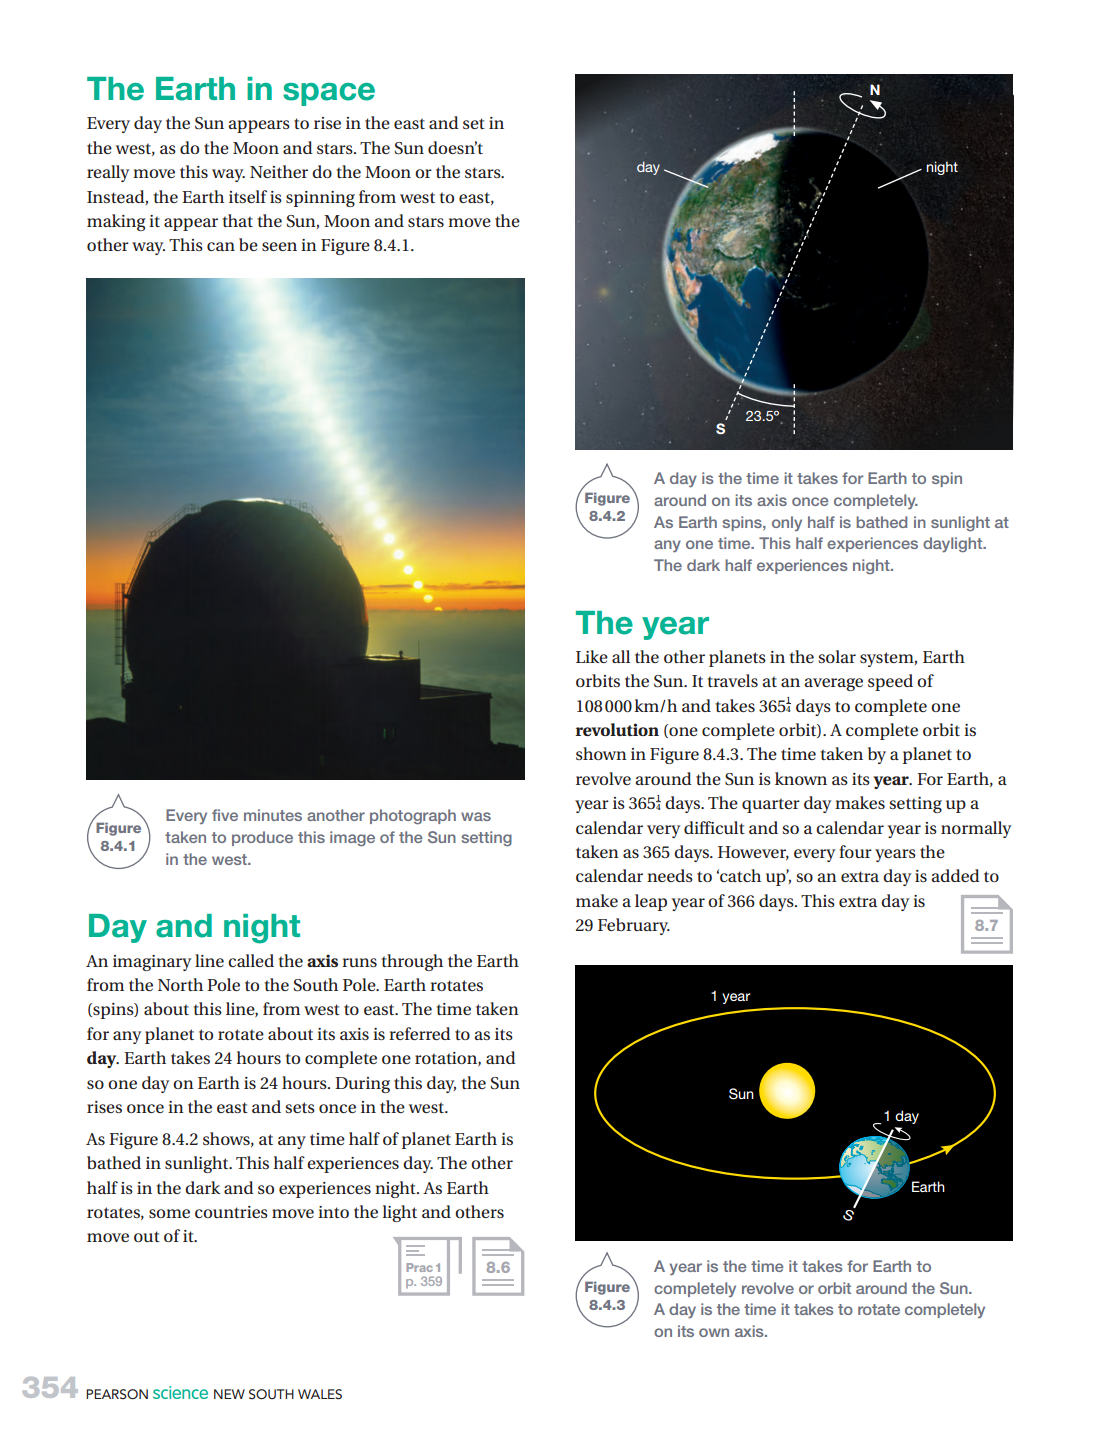 The Earth in space
Every day the Sun appears to rise in the east and set in
the west, as do the Moon and stars. The Sun doesn't
really move this way. Neither do the Moon or the stars.
Instead, the Earth itself is spinning from west to east,
making it appear that the Sun, Moon and stars move the
other way. This can be seen in Figure 8.4.1.
Figure
8.4.1
Every five minutes another photograph was
taken to produce this image of the Sun setting
in the west.
Day and night
An imaginary line called the axis runs through the Earth
from the North Pole to the South Pole. Earth rotates
(spins) about this line, from west to east. The time taken
for any planet to rotate about its axis is referred to as its
day. Earth takes 24 hours to complete one rotation, and
so one day on Earth is 24 hours. During this day, the Sun
rises once in the east and sets once in the west.
As Figure 8.4.2 shows, at any time half of planet Earth is
bathed in sunlight. This half experiences day. The other
half is in the dark and so experiences night. As Earth
rotates, some countries move into the light and others
move out of it.
Prac 1
p. 359
8.6
N
day
night
23.5°
S
Figure
8.4.2
A day is the time it takes for Earth to spin
around on its axis once completely.
As Earth spins, only half is bathed in sunlight at
any one time. This half experiences daylight.
The dark half experiences night.
The year
Like all the other planets in the solar system, Earth
orbits the Sun. It travels at an average speed of
108 000 km/h and takes 365¼ days to complete one
revolution (one complete orbit). A complete orbit is
shown in Figure 8.4.3. The time taken by a planet to
revolve around the Sun is known as its year. For Earth, a
year is 365¼ days. The quarter day makes setting up a
calendar very difficult and so a calendar year is normally
taken as 365 days. However, every four years the
calendar needs to 'catch up', so an extra day is added to
make a leap year of 366 days. This extra day is
29 February.
8.7
1 year
Sun
1 day
Earth
S
Figure
8.4.3
A year is the time it takes for Earth to
completely revolve or orbit around the Sun.
A day is the time it takes to rotate completely
on its own axis.
354 PEARSON science NEW SOUTH WALES